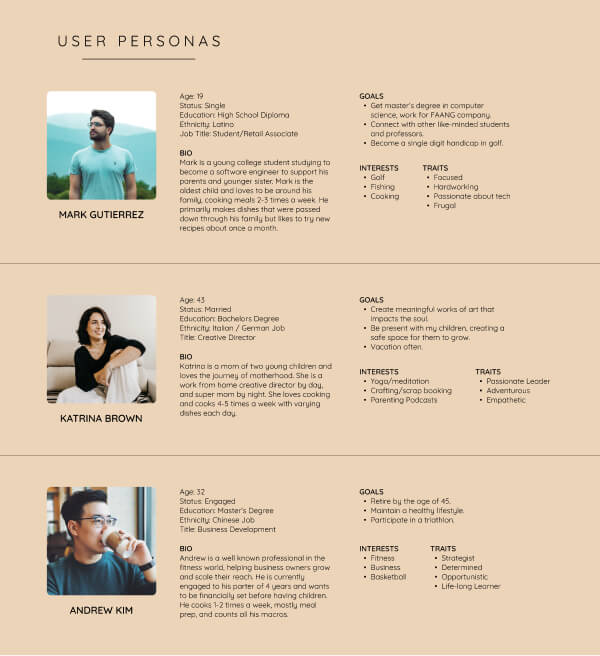 USER PERSONAS
MARK GUTIERREZ
Age: 19
Status: Single
Education: High School Diploma
Ethnicity: Latino
Job Title: Student/Retail Associate
BIO
Mark is a young college student studying to
become a software engineer to support his
parents and younger sister. Mark is the
oldest child and loves to be around his
family, cooking meals 2-3 times a week. He
primarily makes dishes that were passed
down through his family but likes to try new
recipes about once a month.
GOALS
• Get master's degree in computer
science, work for FAANG company.
• Connect with other like-minded students
and professors.
• Become a single digit handicap in golf.
INTERESTS
• Golf
• Fishing
• Cooking
TRAITS
• Focused
• Hardworking
• Passionate about tech
• Frugal
KATRINA BROWN
Age: 43
Status: Married
Education: Bachelors Degree
Ethnicity: Italian / German Job
Title: Creative Director
BIO
Katrina is a mom of two young children and
loves the journey of motherhood. She is a
work from home creative director by day,
and super mom by night. She loves cooking
and cooks 4-5 times a week with varying
dishes each day.
GOALS
• Create meaningful works of art that
impacts the soul.
• Be present with my children, creating a
safe space for them to grow.
• Vacation often.
INTERESTS
• Yoga/meditation
• Crafting/scrap booking
• Parenting Podcasts
TRAITS
• Passionate Leader
• Adventurous
• Empathetic
ANDREW KIM
Age: 32
Status: Engaged
Education: Master's Degree
Ethnicity: Chinese Job
Title: Business Development
BIO
Andrew is a well known professional in the
fitness world, helping business owners grow
and scale their reach. He is currently
engaged to his parter of 4 years and wants
to be financially set before having children.
He cooks 1-2 times a week, mostly meal
prep, and counts all his macros.
GOALS
• Retire by the age of 45.
• Maintain a healthy lifestyle.
• Participate in a triathlon.
INTERESTS
• Fitness
• Business
• Basketball
TRAITS
• Strategist
• Determined
• Opportunistic
• Life-long Learner